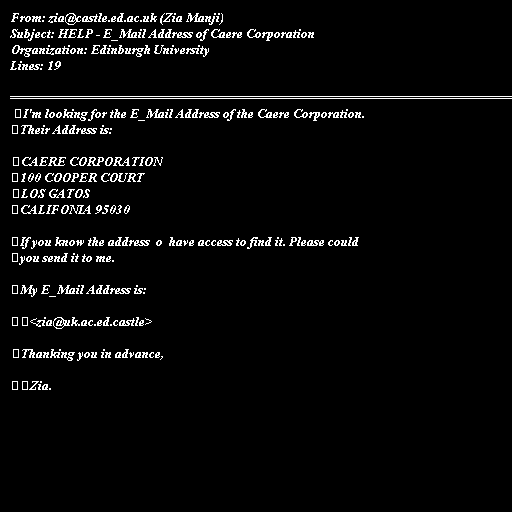 From: zia@castle.ed.ac.uk (Zia Manji)
Subject: HELP - E_Mail Address of Caere Corporation
Organization: Edinburgh University
Lines: 19

I'm looking for the E_Mail Address of the Caere Corporation.
Their Address is:

CAERE CORPORATION
100 COOPER COURT
LOS GATOS
CALIFONIA 95030

If you know the address o have access to find it. Please could
you send it to me.

My E_Mail Address is:

<zia@uk.ac.ed.castle>

Thanking you in advance,

Zia.